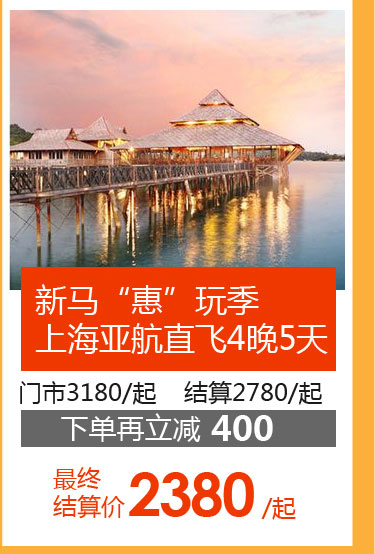 新马“惠”玩季
上海亚航直飞4晚5天
门市3180/起 结算2780/起
下单再立减 400
最终
结算价 2380 /起